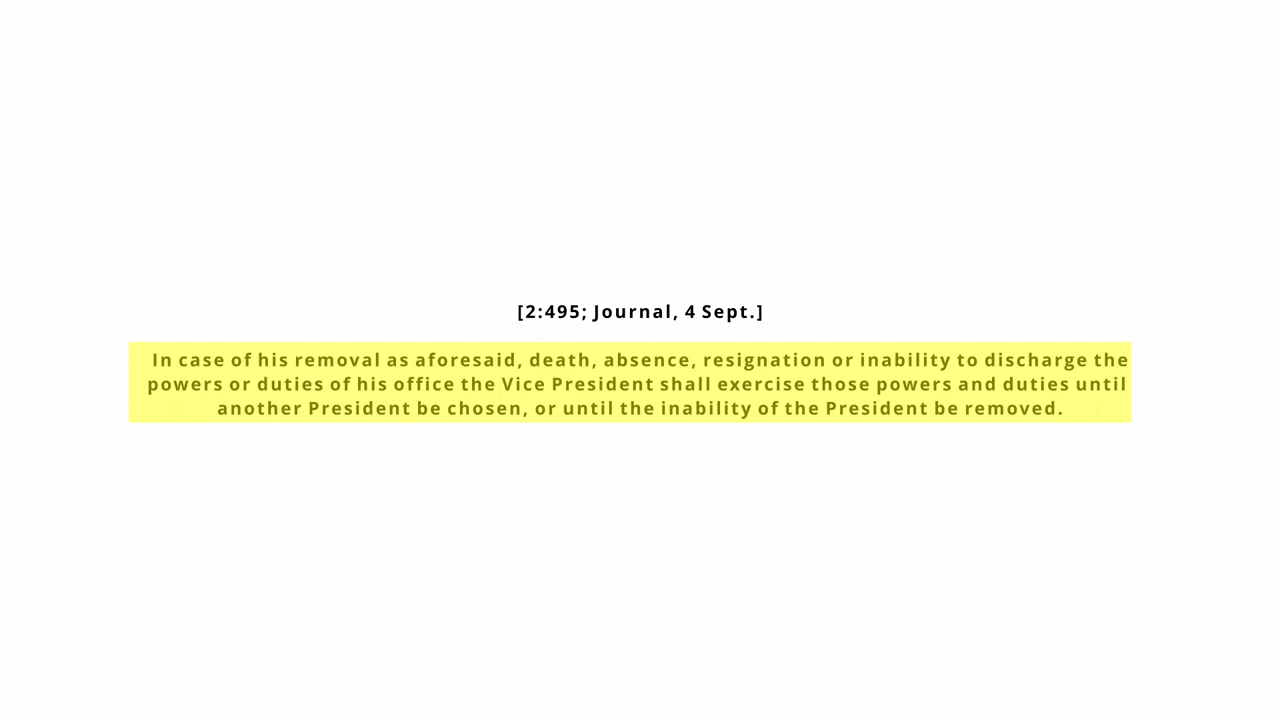 [2:495; Journal, 4 Sept.]
In case of his removal as aforesaid, death, absence, resignation or inability to discharge the
powers or duties of his office the Vice President shall exercise those powers and duties until
another President be chosen, or until the inability of the President be removed.